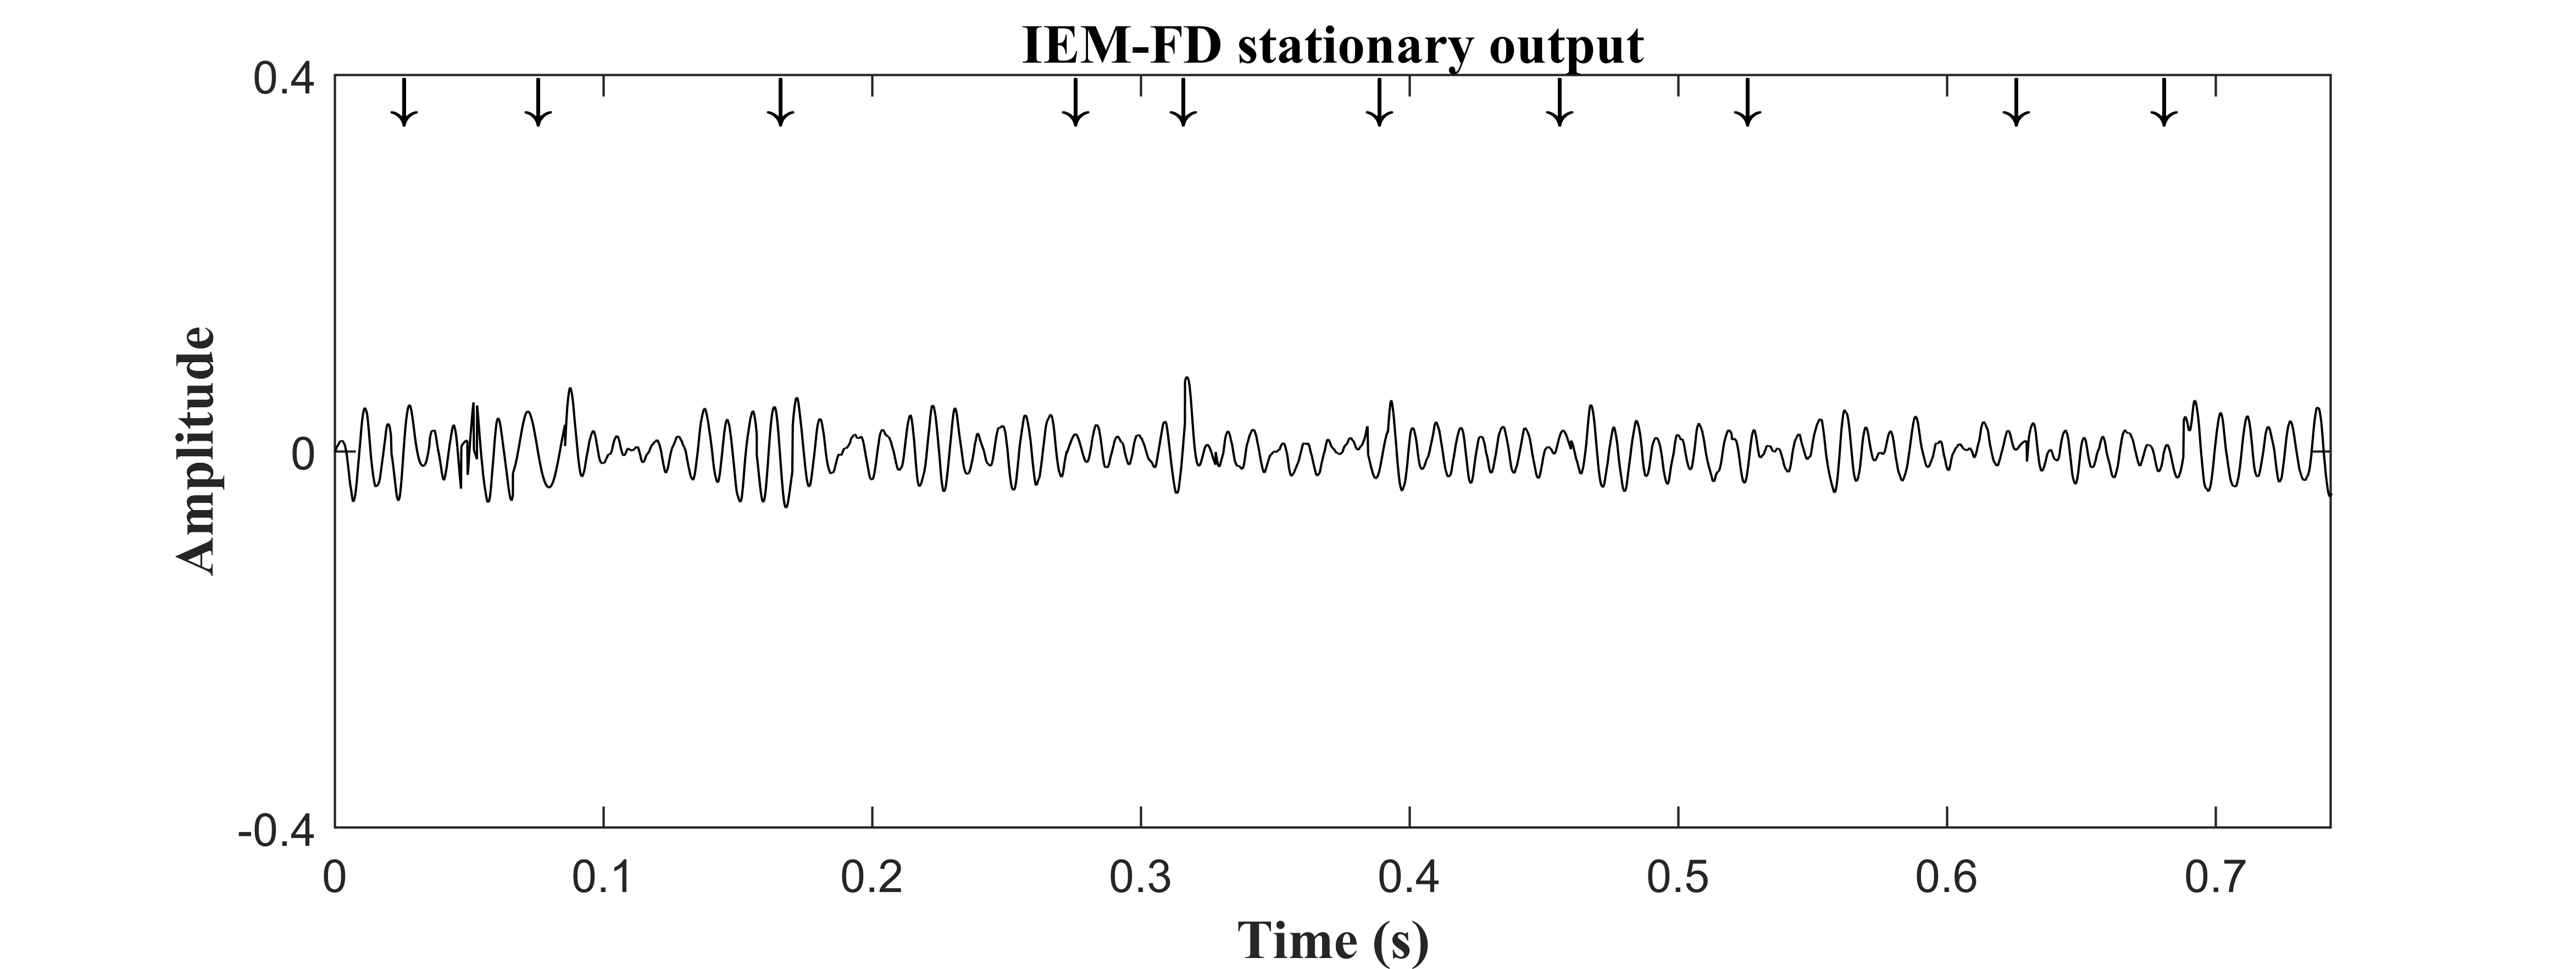 IEM-FD stationary output
0.4
0
-0.4
Amplitude
0 0.1 0.2 0.3 0.4 0.5 0.6 0.7
Time (s)